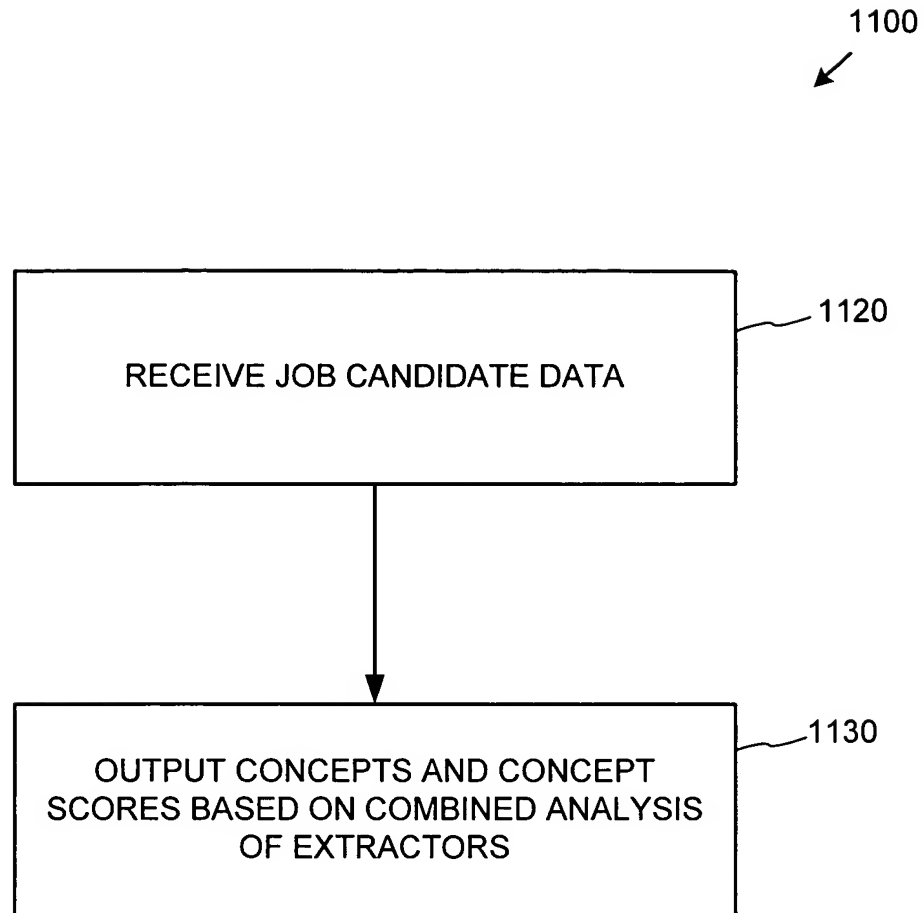 1100
1120
RECEIVE JOB CANDIDATE DATA
1130
OUTPUT CONCEPTS AND CONCEPT
SCORES BASED ON COMBINED ANALYSIS
OF EXTRACTORS